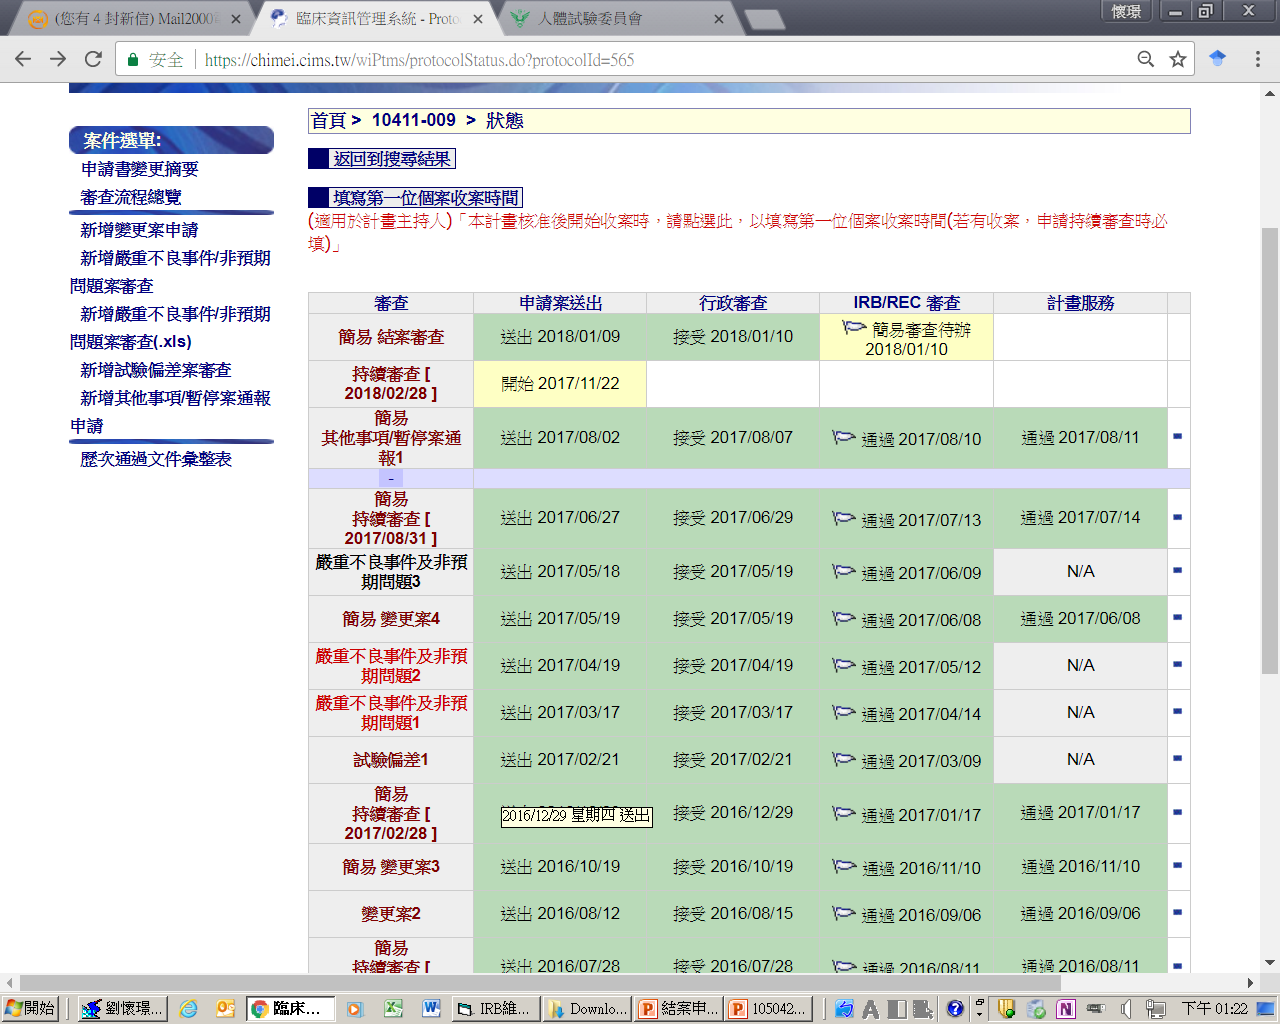 (您有 4 封新信) Mail2000
臨床資訊管理系統 - Proto
人體試驗委員會
懷璟
安全 https://chimei.cims.tw/wiPtms/protocolStatus.do?protocolId=565
案件選單:
申請書變更摘要
審查流程總覽
新增變更案申請
新增嚴重不良事件/非預期
問題案審查
新增嚴重不良事件/非預期
問題案審查(.xls)
新增試驗偏差案審查
新增其他事項/暫停案通報
申請
歷次通過文件彙整表
首頁 > 10411-009 > 狀態
返回到搜尋結果
填寫第一位個案收案時間
(適用於計畫主持人)「本計畫核准後開始收案時，請點選此，以填寫第一位個案收案時間(若有收案，申請持續審查時必
填)」
審查 申請案送出 行政審查 IRB/REC 審查 計畫服務
簡易 結案審查 送出 2018/01/09 接受 2018/01/10 簡易審查待辦
2018/01/10
持續審查 [
2018/02/28 ] 開始 2017/11/22
簡易
其他事項/暫停案通
報1 送出 2017/08/02 接受 2017/08/07 通過 2017/08/10 通過 2017/08/11
-
簡易
持續審查 [
2017/08/31 ] 送出 2017/06/27 接受 2017/06/29 通過 2017/07/13 通過 2017/07/14
嚴重不良事件及非預
期問題3 送出 2017/05/18 接受 2017/05/19 通過 2017/06/09 N/A
簡易 變更案4 送出 2017/05/19 接受 2017/05/19 通過 2017/06/08 通過 2017/06/08
嚴重不良事件及非預
期問題2 送出 2017/04/19 接受 2017/04/19 通過 2017/05/12 N/A
嚴重不良事件及非預
期問題1 送出 2017/03/17 接受 2017/03/17 通過 2017/04/14 N/A
試驗偏差1 送出 2017/02/21 接受 2017/02/21 通過 2017/03/09 N/A
簡易
持續審查 [
2017/02/28 ] 2016/12/29 星期四 送出 接受 2016/12/29 通過 2017/01/17 通過 2017/01/17
簡易 變更案3 送出 2016/10/19 接受 2016/10/19 通過 2016/11/10 通過 2016/11/10
變更案2 送出 2016/08/12 接受 2016/08/15 通過 2016/09/06 通過 2016/09/06
簡易
持續審查 [ 送出 2016/07/28 接受 2016/07/28 通過 2016/08/11 通過 2016/08/11
開始 劉懷璟... 臨床... IRB維... Downlo... 結案申... 105042... 下午 01:22